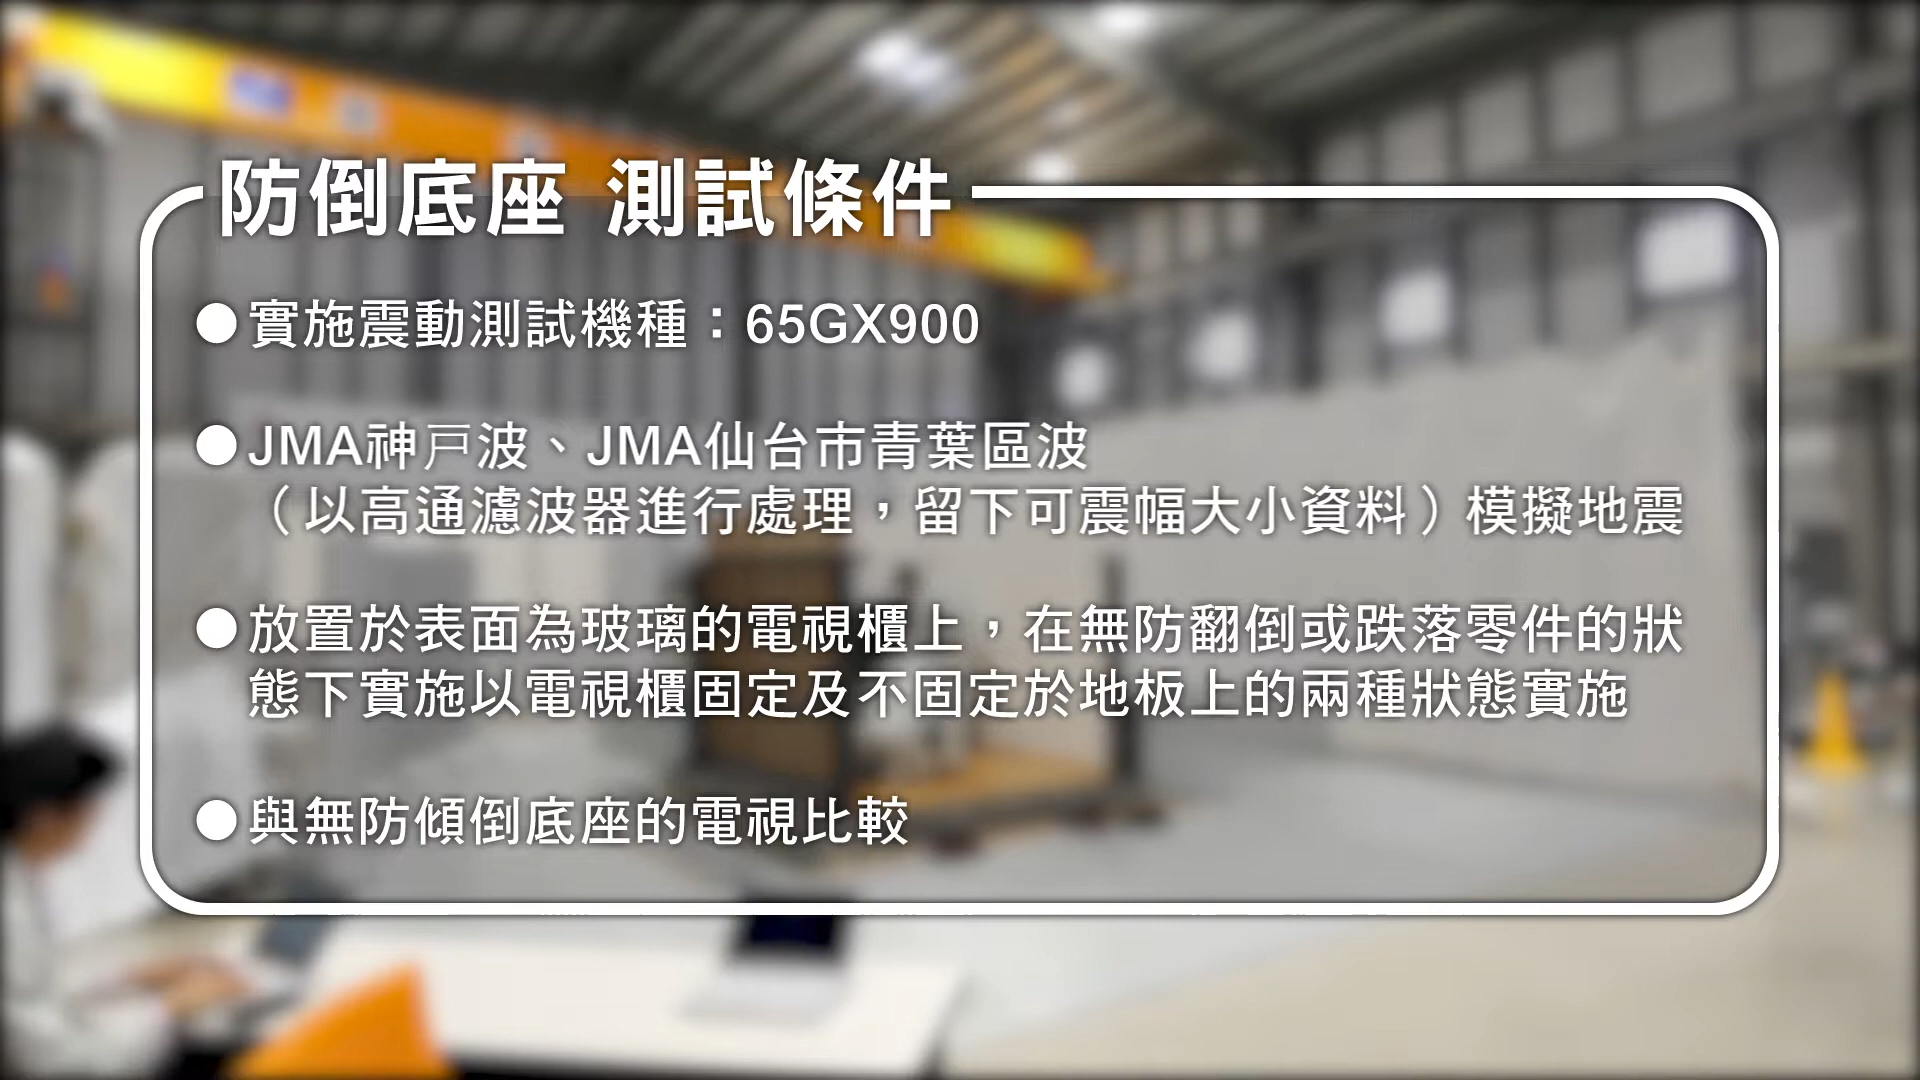 防倒底座 測試條件
●實施震動測試機種：65GX900
●JMA神戸波、JMA仙台市青葉區波
（以高通濾波器進行處理，留下可震幅大小資料）模擬地震
●放置於表面為玻璃的電視櫃上，在無防翻倒或跌落零件的狀
態下實施以電視櫃固定及不固定於地板上的兩種狀態實施
●與無防傾倒底座的電視比較